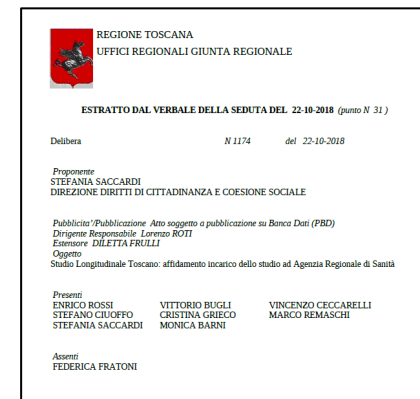 REGIONE TOSCANA
UFFICI REGIONALI GIUNTA REGIONALE
ESTRATTO DAL VERBALE DELLA SEDUTA DEL 22-10-2018 (punto N 31 )
Delibera N 1174 del 22-10-2018
Proponente
STEFANIA SACCARDI
DIREZIONE DIRITTI DI CITTADINANZA E COESIONE SOCIALE
Pubblicita'/Pubblicazione Atto soggetto a pubblicazione su Banca Dati (PBD)
Dirigente Responsabile Lorenzo ROTI
Estensore DILETTA FRULLI
Oggetto
Studio Longitudinale Toscano: affidamento incarico dello studio ad Agenzia Regionale di Sanità
Presenti
ENRICO ROSSI VITTORIO BUGLI VINCENZO CECCARELLI
STEFANO CIUOFFO CRISTINA GRIECO MARCO REMASCHI
STEFANIA SACCARDI MONICA BARNI
Assenti
FEDERICA FRATONI